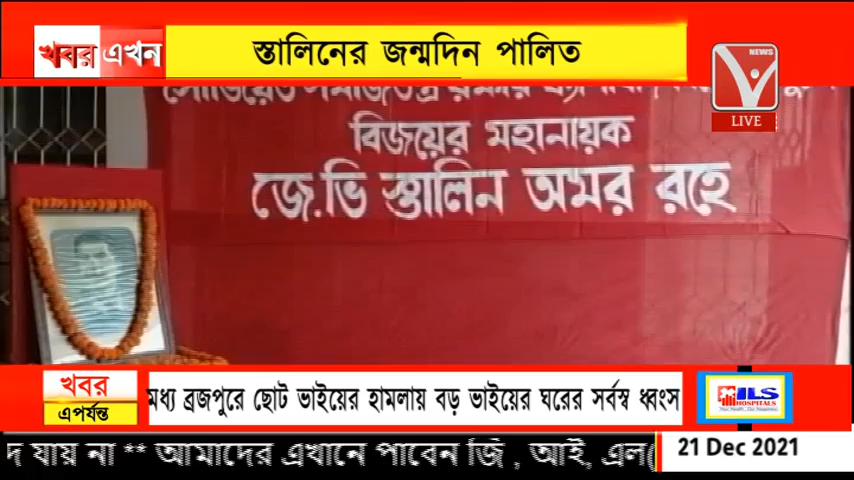 খবর এখন
স্তালিনের জন্মদিন পালিত
NEWS
V
LIVE
বিজয়ের মহানায়ক
জে.ভি স্তালিন অমর রহে
খবর
এপর্যন্ত
মধ্য ব্রজপুরে ছোট ভাইয়ের হামলায় বড় ভাইয়ের ঘরের সর্বস্ব ধ্বংস
ILS
HOSPITALS
দ যায় না ** আমাদের এখানে পাবেন জি , আই, এল(
21 Dec 2021